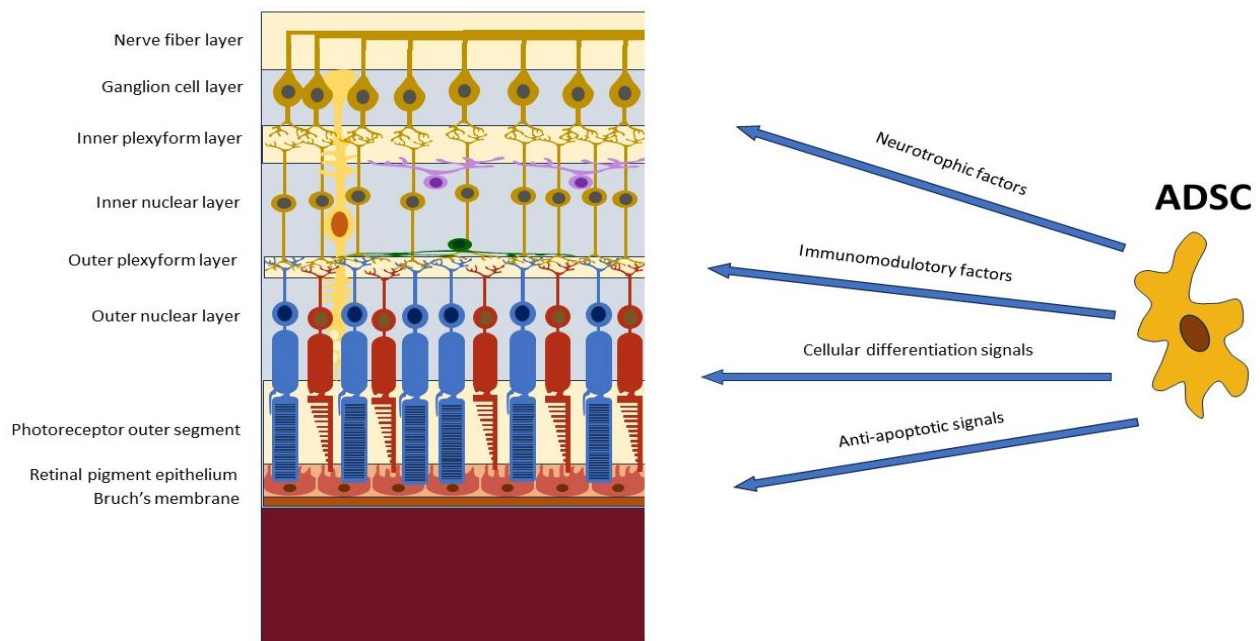 Nerve fiber layer
Ganglion cell layer
Inner plexyform layer
Inner nuclear layer
Outer plexyform layer
Outer nuclear layer
Photoreceptor outer segment
Retinal pigment epithelium
Bruch's membrane
Neurotrophic factors
ADSC
Immunomodulotory factors
Cellular differentiation signals
Anti-apoptotic signals